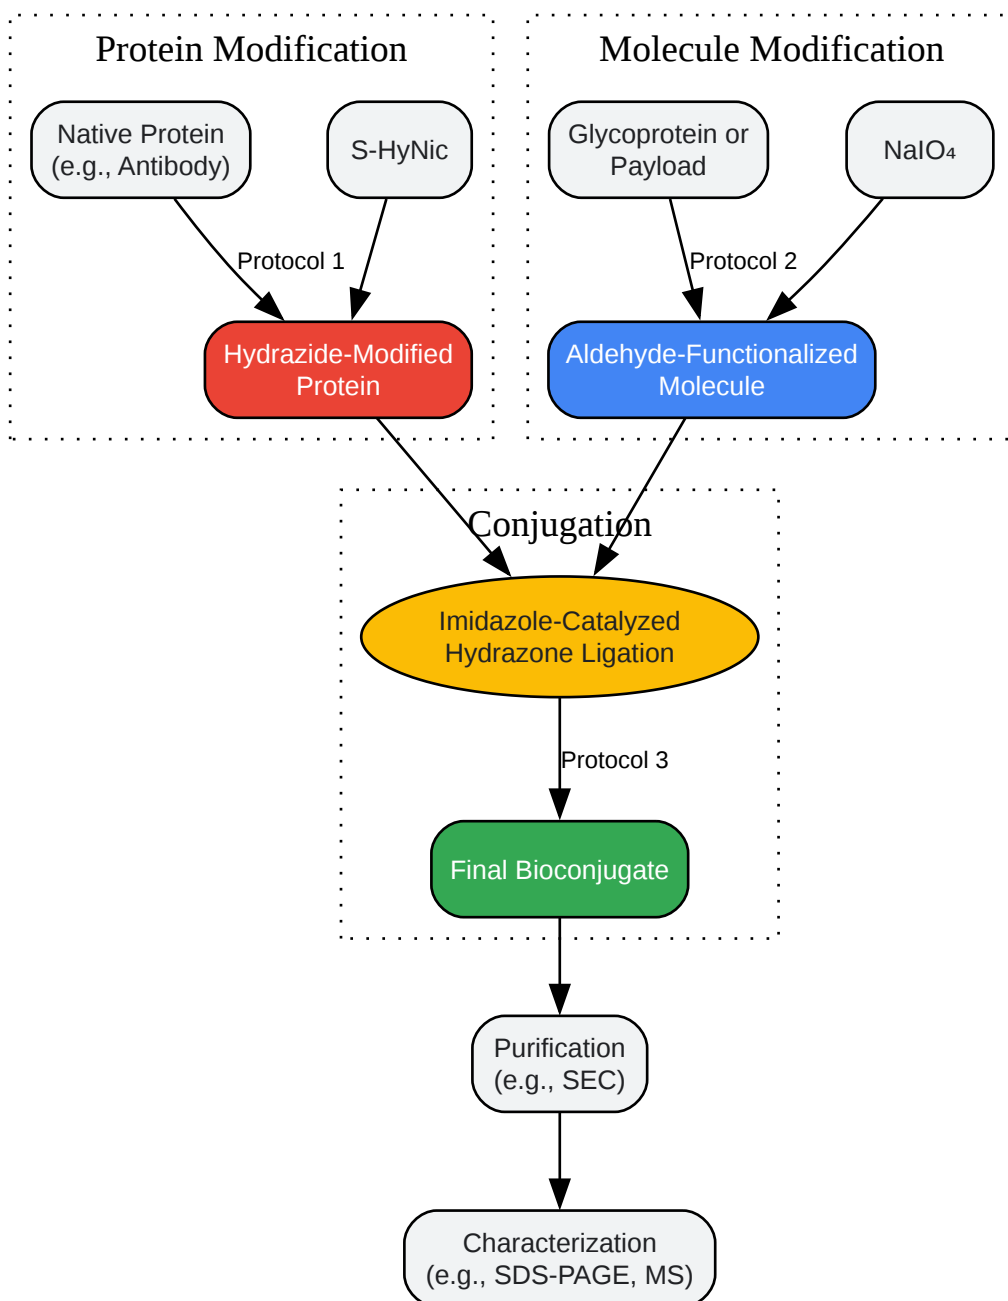 Protein Modification
Molecule Modification
Native Protein
(e.g., Antibody)
S-HyNic
Glycoprotein or
Payload
NaIO₄
Protocol 1
Protocol 2
Hydrazide-Modified
Protein
Aldehyde-Functionalized
Molecule
Conjugation
Imidazole-Catalyzed
Hydrazone Ligation
Protocol 3
Final Bioconjugate
Purification
(e.g., SEC)
Characterization
(e.g., SDS-PAGE, MS)